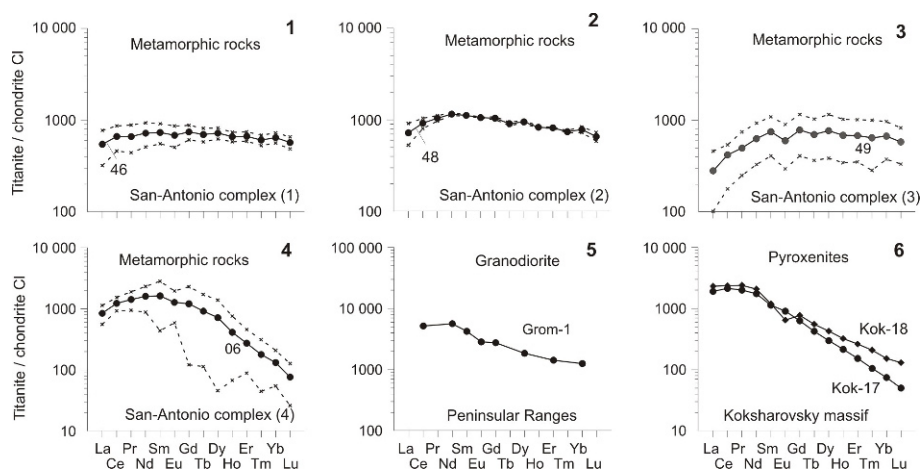 Titanite / chondrite CI
10 000
1000
100
Metamorphic rocks
1
46
San-Antonio complex (1)
10 000
1000
100
2
Metamorphic rocks
48
San-Antonio complex (2)
10 000
1000
100
3
Metamorphic rocks
49
San-Antonio complex (3)
Titanite / chondrite CI
10 000
1000
100
10
4
Metamorphic rocks
06
San-Antonio complex (4)
La Pr Sm Gd Dy Er Yb
Ce Nd Eu Tb Ho Tm Lu
100 000
10 000
1000
100
5
Granodiorite
Grom-1
Peninsular Ranges
La Pr Sm Gd Dy Er Yb
Ce Nd Eu Tb Ho Tm Lu
10 000
1000
100
10
6
Pyroxenites
Kok-18
Kok-17
Koksharovsky massif
La Pr Sm Gd Dy Er Yb
Ce Nd Eu Tb Ho Tm Lu